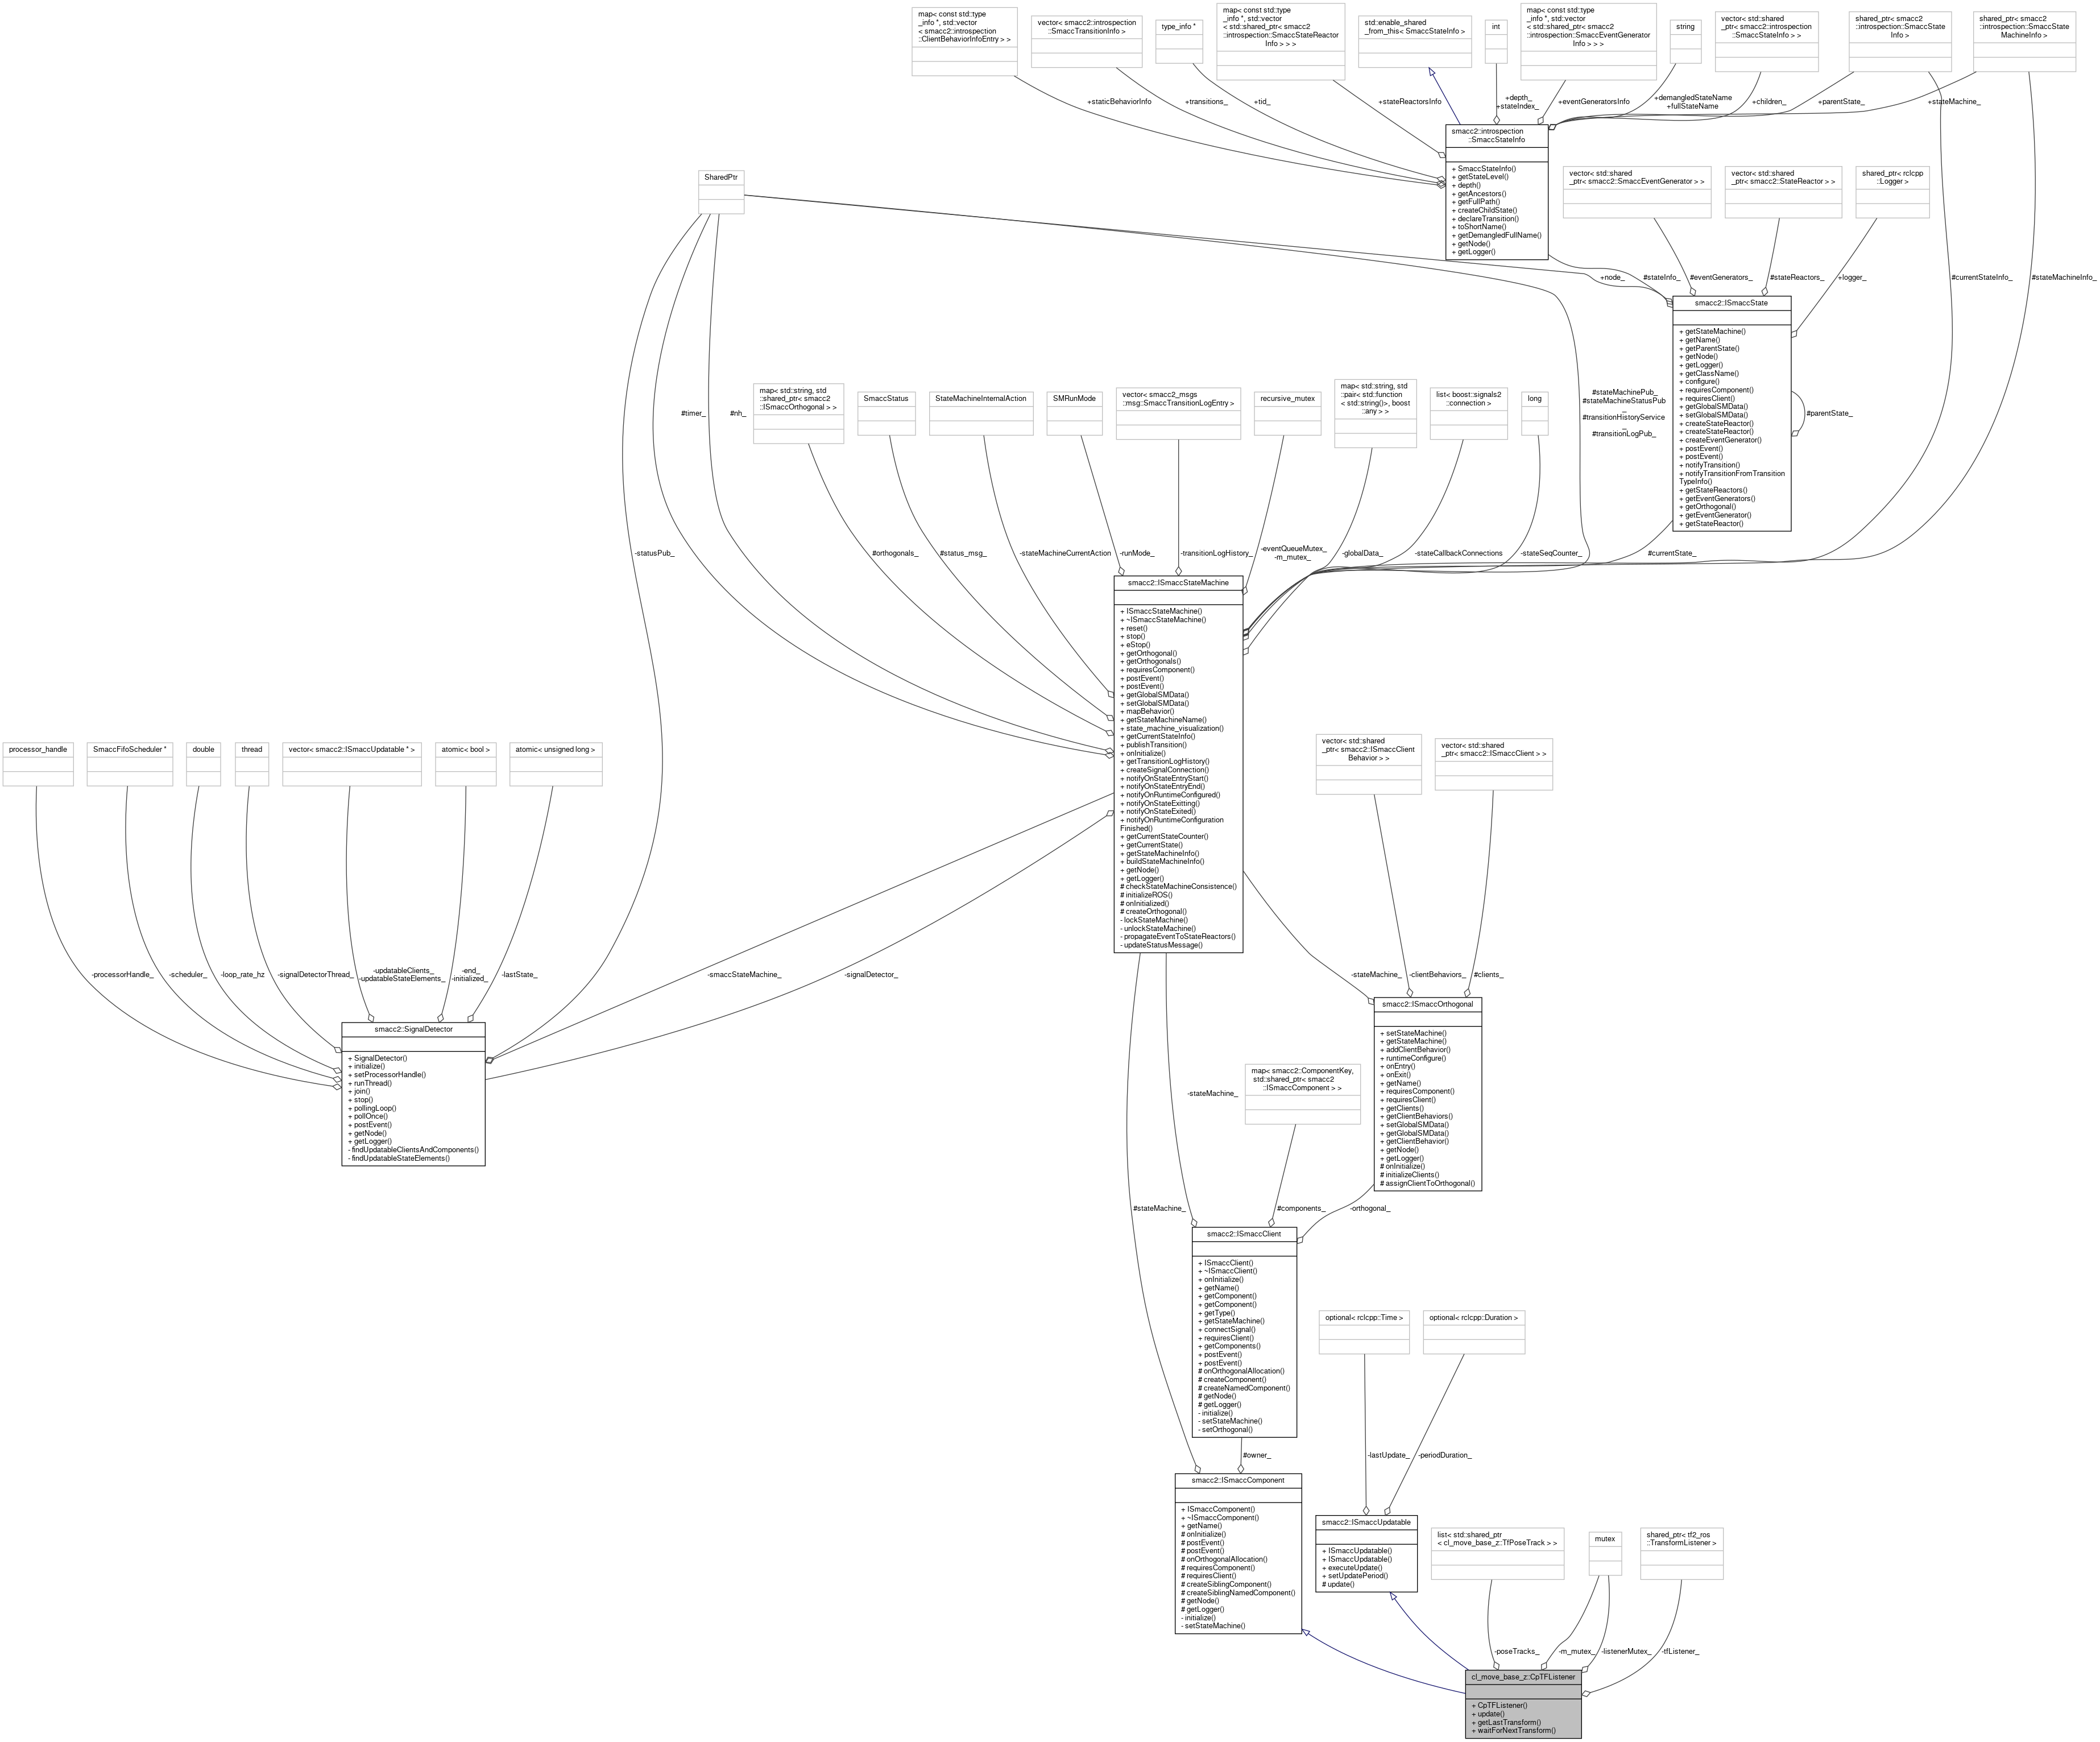 map< const std::type
_info *, std::vector
< smacc2::introspection
::ClientBehaviorInfoEntry > >
vector< smacc2::introspection
::SmaccTransitionInfo >
type_info *
map< const std::type
_info *, std::vector
< std::shared_ptr< smacc2
::introspection::SmaccStateReactor
Info > > >
std::enable_shared
_from_this< SmaccStateInfo >
int
map< const std::type
_info *, std::vector
< std::shared_ptr< smacc2
::introspection::SmaccEventGenerator
Info > > >
string
vector< std::shared
_ptr< smacc2::introspection
::SmaccStateInfo > >
shared_ptr< smacc2
::introspection::SmaccState
Info >
shared_ptr< smacc2
::introspection::SmaccState
MachineInfo >
+staticBehaviorInfo
+transitions_
+tid_
+stateReactorsInfo
+depth_
+stateIndex_
+eventGeneratorsInfo
+demangledStateName
+fullStateName
+children_
+parentState_
+stateMachine_
smacc2::introspection
::SmaccStateInfo
+ SmaccStateInfo()
+ getStateLevel()
+ depth()
+ getAncestors()
+ getFullPath()
+ createChildState()
+ declareTransition()
+ toShortName()
+ getDemangledFullName()
+ getNode()
+ getLogger()
SharedPtr
vector< std::shared
_ptr< smacc2::SmaccEventGenerator > >
vector< std::shared
_ptr< smacc2::StateReactor > >
shared_ptr< rclcpp
::Logger >
+node_
#stateInfo_
#eventGenerators_
#stateReactors_
+logger_
#currentStateInfo_
#stateMachineInfo_
smacc2::ISmaccState
+ getStateMachine()
+ getName()
+ getParentState()
+ getNode()
+ getLogger()
+ getClassName()
+ configure()
+ requiresComponent()
+ requiresClient()
+ getGlobalSMData()
+ setGlobalSMData()
+ createStateReactor()
+ createStateReactor()
+ createEventGenerator()
+ postEvent()
+ postEvent()
+ notifyTransition()
+ notifyTransitionFromTransition
TypeInfo()
+ getStateReactors()
+ getEventGenerators()
+ getOrthogonal()
+ getEventGenerator()
+ getStateReactor()
#parentState_
#timer_
#nh_
map< std::string, std
::shared_ptr< smacc2
::ISmaccOrthogonal > >
SmaccStatus
StateMachineInternalAction
SMRunMode
vector< smacc2_msgs
::msg::SmaccTransitionLogEntry >
recursive_mutex
map< std::string, std
::pair< std::function
< std::string()>, boost
::any > >
list< boost::signals2
::connection >
long
#stateMachinePub_
#stateMachineStatusPub
_
#transitionHistoryService
_
#transitionLogPub_
-statusPub_
#orthogonals_
#status_msg_
-stateMachineCurrentAction
-runMode_
-transitionLogHistory_
-eventQueueMutex_
-m_mutex_
-globalData_
-stateCallbackConnections
-stateSeqCounter_
#currentState_
smacc2::ISmaccStateMachine
+ ISmaccStateMachine()
+ ~ISmaccStateMachine()
+ reset()
+ stop()
+ eStop()
+ getOrthogonal()
+ getOrthogonals()
+ requiresComponent()
+ postEvent()
+ postEvent()
+ getGlobalSMData()
+ setGlobalSMData()
+ mapBehavior()
+ getStateMachineName()
+ state_machine_visualization()
+ getCurrentStateInfo()
+ publishTransition()
+ onInitialize()
+ getTransitionLogHistory()
+ createSignalConnection()
+ notifyOnStateEntryStart()
+ notifyOnStateEntryEnd()
+ notifyOnRuntimeConfigured()
+ notifyOnStateExitting()
+ notifyOnStateExited()
+ notifyOnRuntimeConfiguration
Finished()
+ getCurrentStateCounter()
+ getCurrentState()
+ getStateMachineInfo()
+ buildStateMachineInfo()
+ getNode()
+ getLogger()
# checkStateMachineConsistence()
# initializeROS()
# onInitialized()
# createOrthogonal()
- lockStateMachine()
- unlockStateMachine()
- propagateEventToStateReactors()
- updateStatusMessage()
processor_handle
SmaccFifoScheduler *
double
thread
vector< smacc2::ISmaccUpdatable * >
atomic< bool >
atomic< unsigned long >
vector< std::shared
_ptr< smacc2::ISmaccClient
Behavior > >
vector< std::shared
_ptr< smacc2::ISmaccClient > >
-processorHandle_
-scheduler_
-loop_rate_hz
-signalDetectorThread_
-updatableClients_
-updatableStateElements_
-end_
-initialized_
-lastState_
-smaccStateMachine_
-signalDetector_
-stateMachine_
-clientBehaviors_
#clients_
smacc2::SignalDetector
+ SignalDetector()
+ initialize()
+ setProcessorHandle()
+ runThread()
+ join()
+ stop()
+ pollingLoop()
+ pollOnce()
+ postEvent()
+ getNode()
+ getLogger()
- findUpdatableClientsAndComponents()
- findUpdatableStateElements()
smacc2::ISmaccOrthogonal
+ setStateMachine()
+ getStateMachine()
+ addClientBehavior()
+ runtimeConfigure()
+ onEntry()
+ onExit()
+ getName()
+ requiresComponent()
+ requiresClient()
+ getClients()
+ getClientBehaviors()
+ setGlobalSMData()
+ getGlobalSMData()
+ getClientBehavior()
+ getNode()
+ getLogger()
# onInitialize()
# initializeClients()
# assignClientToOrthogonal()
-stateMachine_
map< smacc2::ComponentKey,
std::shared_ptr< smacc2
::ISmaccComponent > >
#stateMachine_
#components_
-orthogonal_
smacc2::ISmaccClient
+ ISmaccClient()
+ ~ISmaccClient()
+ onInitialize()
+ getName()
+ getComponent()
+ getComponent()
+ getType()
+ getStateMachine()
+ connectSignal()
+ requiresClient()
+ getComponents()
+ postEvent()
+ postEvent()
# onOrthogonalAllocation()
# createComponent()
# createNamedComponent()
# getNode()
# getLogger()
- initialize()
- setStateMachine()
- setOrthogonal()
optional< rclcpp::Time >
optional< rclcpp::Duration >
#owner_
-lastUpdate_
-periodDuration_
smacc2::ISmaccComponent
+ ISmaccComponent()
+ ~ISmaccComponent()
+ getName()
# onInitialize()
# postEvent()
# postEvent()
# onOrthogonalAllocation()
# requiresComponent()
# requiresClient()
# createSiblingComponent()
# createSiblingNamedComponent()
# getNode()
# getLogger()
- initialize()
- setStateMachine()
smacc2::ISmaccUpdatable
+ ISmaccUpdatable()
+ ISmaccUpdatable()
+ executeUpdate()
+ setUpdatePeriod()
# update()
list< std::shared_ptr
< cl_move_base_z::TfPoseTrack > >
mutex
shared_ptr< tf2_ros
::TransformListener >
-poseTracks_
-m_mutex_
-listenerMutex_
-tfListener_
cl_move_base_z::CpTFListener
+ CpTFListener()
+ update()
+ getLastTransform()
+ waitForNextTransform()